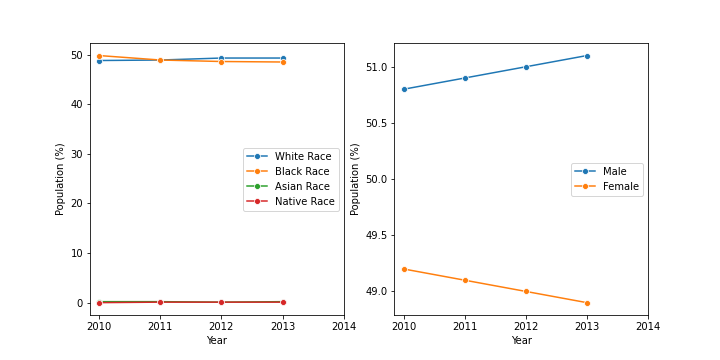 50
40
30
20
10
0
Population (%)
White Race
Black Race
Asian Race
Native Race
2010 2011 2012 2013 2014
Year
51.0
50.5
50.0
49.5
49.0
Population (%)
Male
Female
2010 2011 2012 2013 2014
Year